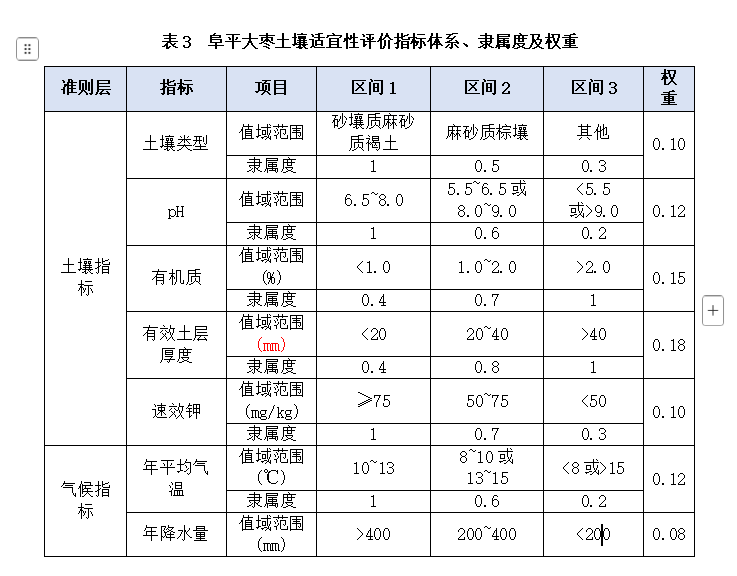 表3 阜平大枣土壤适宜性评价指标体系、隶属度及权重
准则层 指标 项目 区间1 区间2 区间3 权重
土壤指标 土壤类型 值域范围 砂壤质麻砂质褐土 麻砂质棕壤 其他 0.10
隶属度 1 0.5 0.3
pH 值域范围 6.5~8.0 5.5~6.5或8.0~9.0 <5.5或>9.0 0.12
隶属度 1 0.6 0.2
有机质 值域范围(%) <1.0 1.0~2.0 >2.0 0.15
隶属度 0.4 0.7 1
有效土层厚度 值域范围(mm) <20 20~40 >40 0.18
隶属度 0.4 0.8 1
速效钾 值域范围(mg/kg) ≥75 50~75 <50 0.10
隶属度 1 0.7 0.3
气候指标 年平均气温 值域范围(℃) 10~13 8~10或13~15 <8或>15 0.12
隶属度 1 0.6 0.2
年降水量 值域范围(mm) >400 200~400 <200 0.08